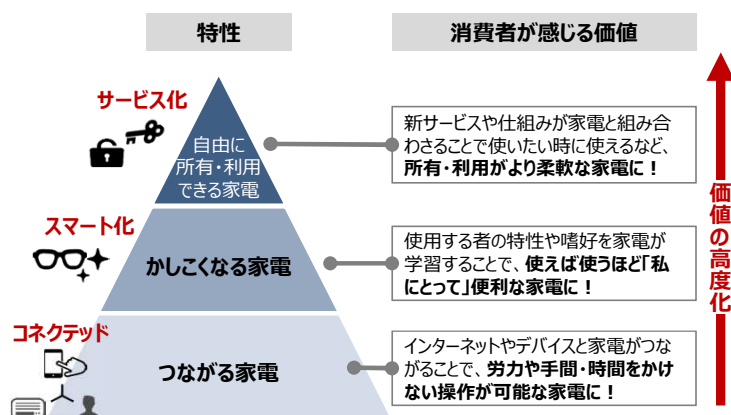 特性
消費者が感じる価値
サービス化
自由に
所有・利用
できる家電
新サービスや仕組みが家電と組み合
わさることで使いたい時に使えるなど、
所有・利用がより柔軟な家電に！
スマート化
かしこくなる家電
使用する者の特性や嗜好を家電が
学習することで、使えば使うほど「私
にとって」便利な家電に！
コネクテッド
つながる家電
インターネットやデバイスと家電がつな
がることで、労力や手間・時間をかけ
ない操作が可能な家電に！
価値の高度化